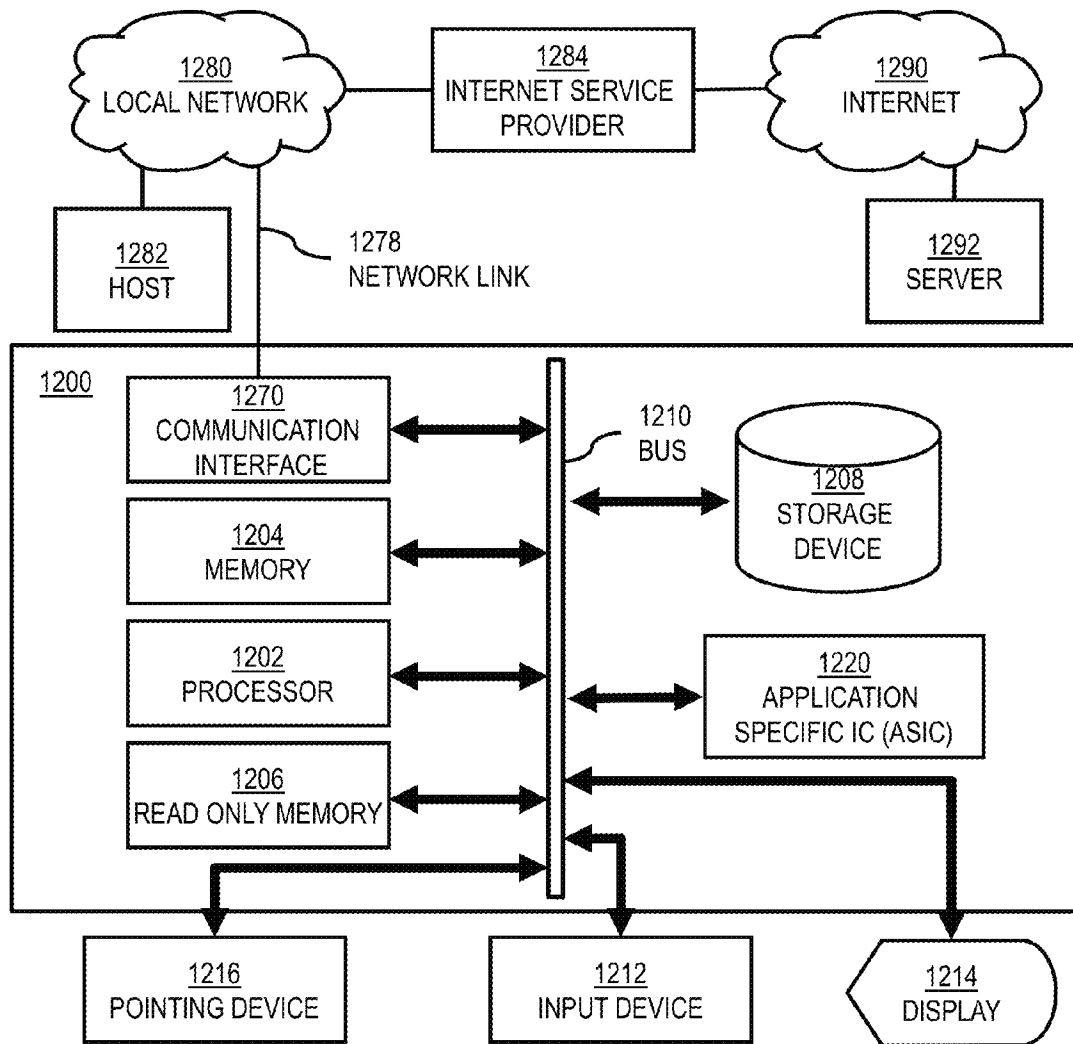 1280
LOCAL NETWORK
1284
INTERNET SERVICE
PROVIDER
1290
INTERNET
1282
HOST
1278
NETWORK LINK
1292
SERVER
1200
1270
COMMUNICATION
INTERFACE
1210
BUS
1208
STORAGE
DEVICE
1204
MEMORY
1202
PROCESSOR
1220
APPLICATION
SPECIFIC IC (ASIC)
1206
READ ONLY MEMORY
1216
POINTING DEVICE
1212
INPUT DEVICE
1214
DISPLAY